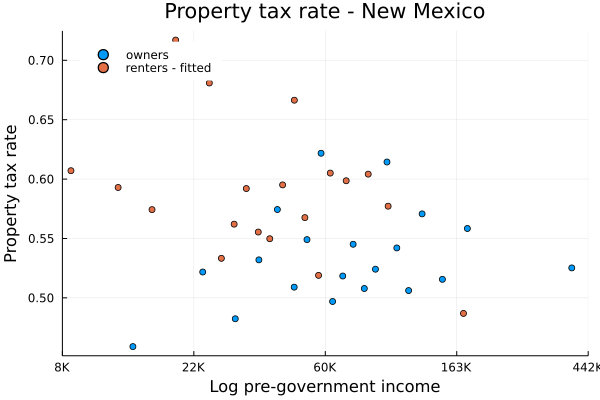 Property tax rate - New Mexico
owners
renters - fitted
0.70
0.65
0.60
0.55
0.50
Property tax rate
8K
22K
60K
163K
442K
Log pre-government income